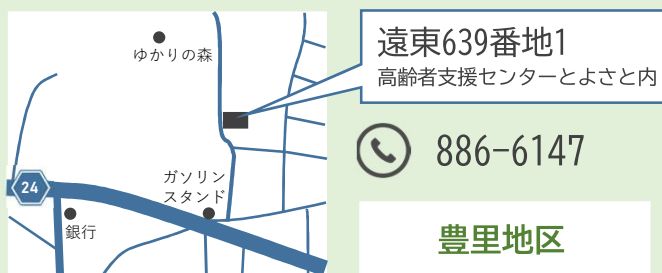 ゆかりの森
遠東639番地1
高齢者支援センターとよさと内
886-6147
ガソリン
スタンド
24
銀行
豊里地区